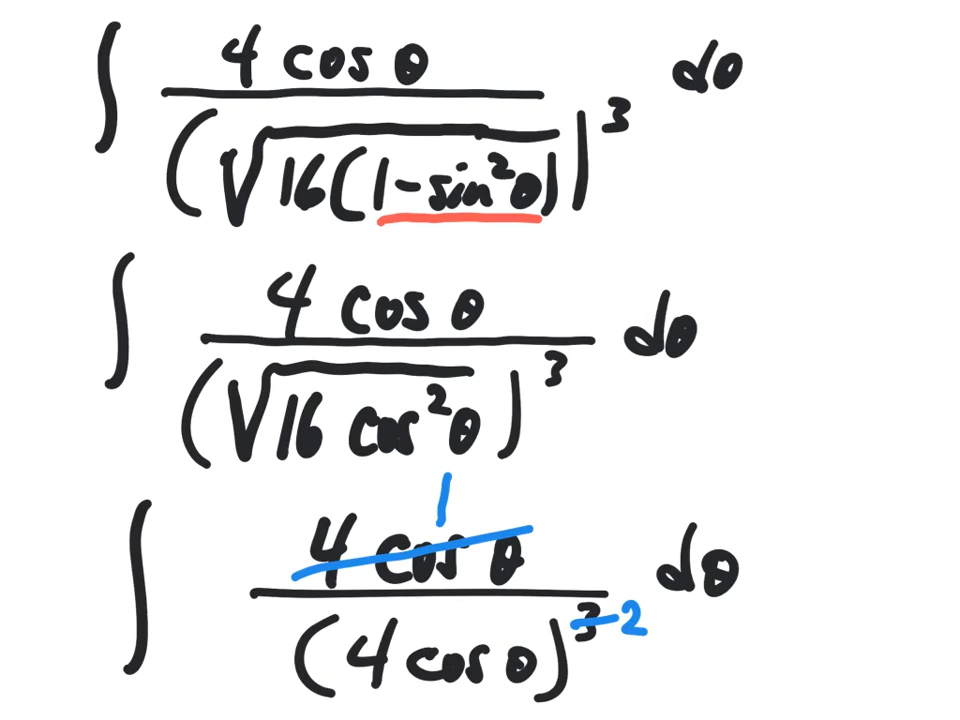 ∫ 4 cos θ / (√16(1-sin²θ))³ dθ
∫ 4 cos θ / (√16 cos²θ)³ dθ
1
∫ 4 cos θ / (4 cos θ)³ 2 dθ